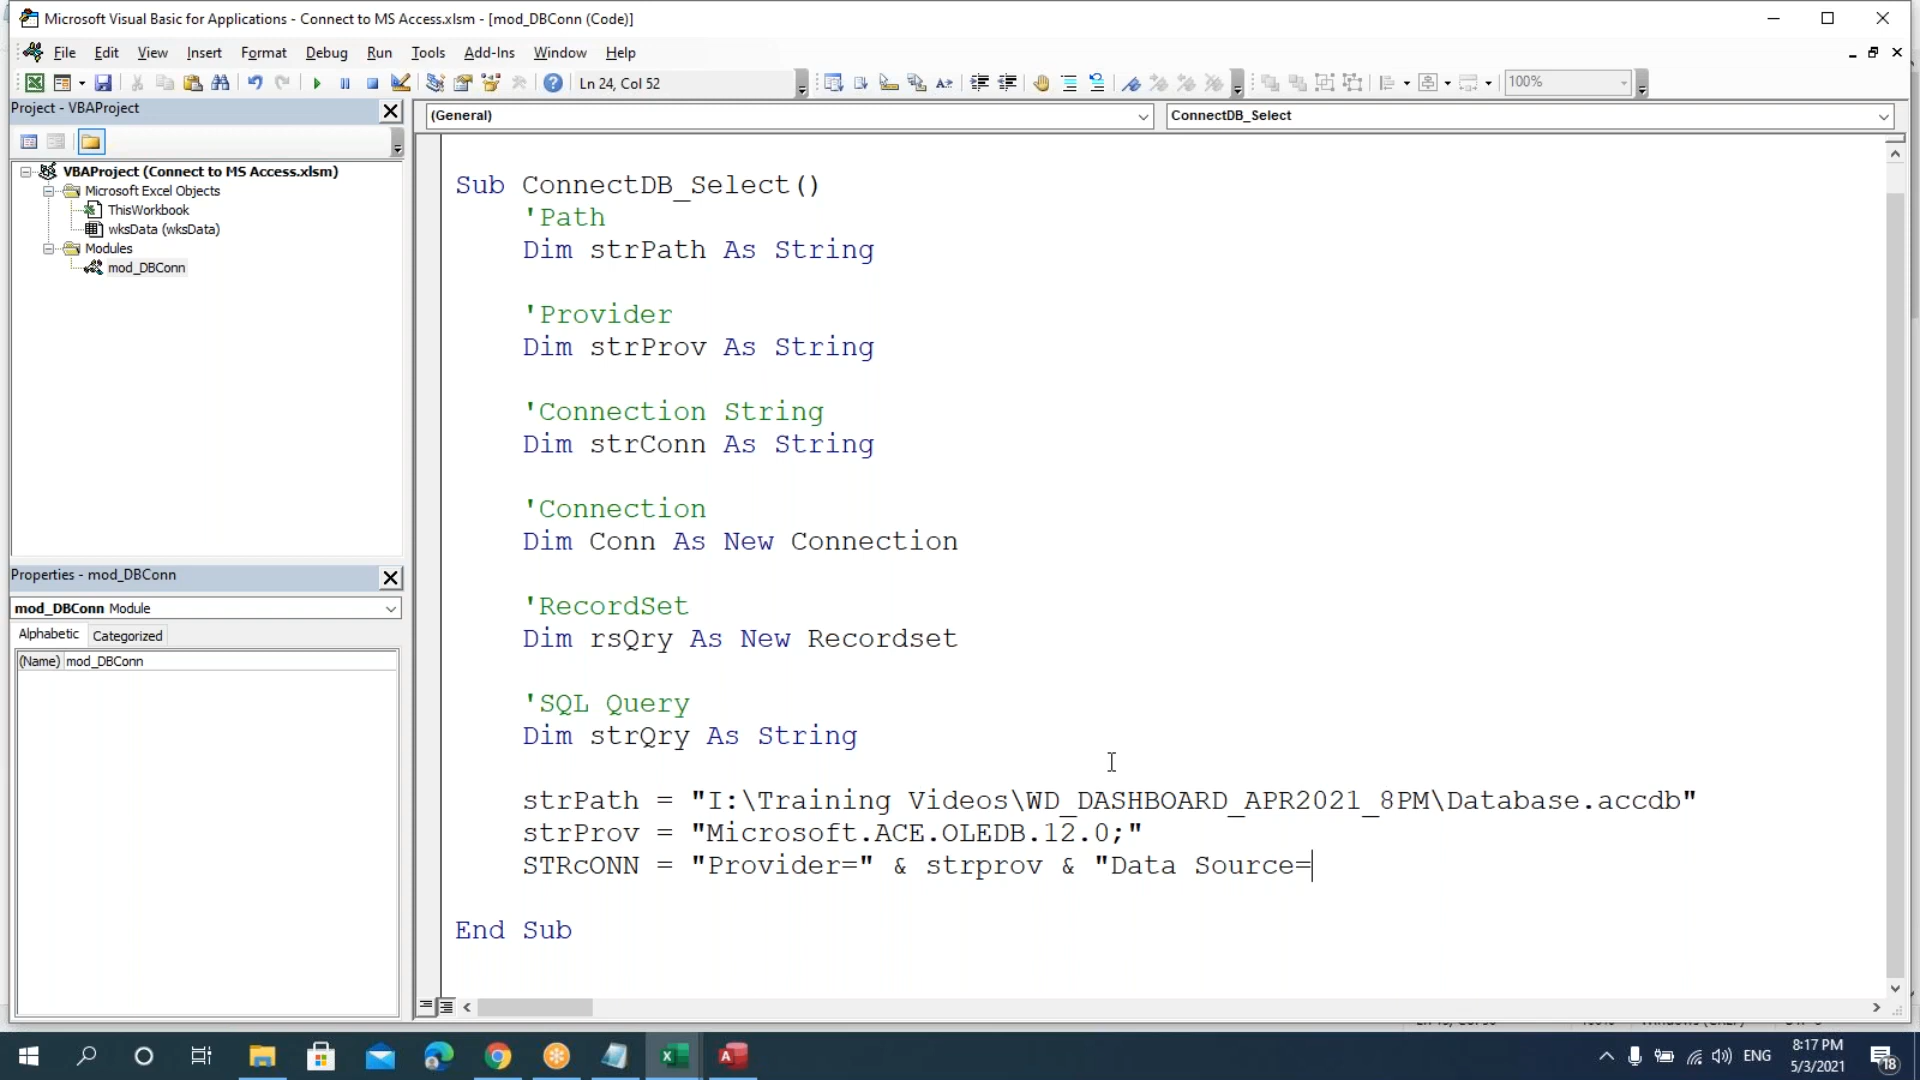 Microsoft Visual Basic for Applications - Connect to MS Access.xlsm - [mod_DBConn (Code)]
File Edit View Insert Format Debug Run Tools Add-Ins Window Help
Ln 24, Col 52
100%
Project - VBAProject
(General)
ConnectDB_Select
VBAProject (Connect to MS Access.xlsm)
Microsoft Excel Objects
ThisWorkbook
wksData (wksData)
Modules
mod_DBConn
Properties - mod_DBConn
mod_DBConn Module
Alphabetic Categorized
(Name) mod_DBConn
Sub ConnectDB_Select()
'Path
Dim strPath As String
'Provider
Dim strProv As String
'Connection String
Dim strConn As String
'Connection
Dim Conn As New Connection
'RecordSet
Dim rsQry As New Recordset
'SQL Query
Dim strQry As String
strPath = "I:\Training Videos\WD_DASHBOARD_APR2021_8PM\Database.accdb"
strProv = "Microsoft.ACE.OLEDB.12.0;"
STRcONN = "Provider=" & strprov & "Data Source=
End Sub
ENG
8:17 PM
5/3/2021
18